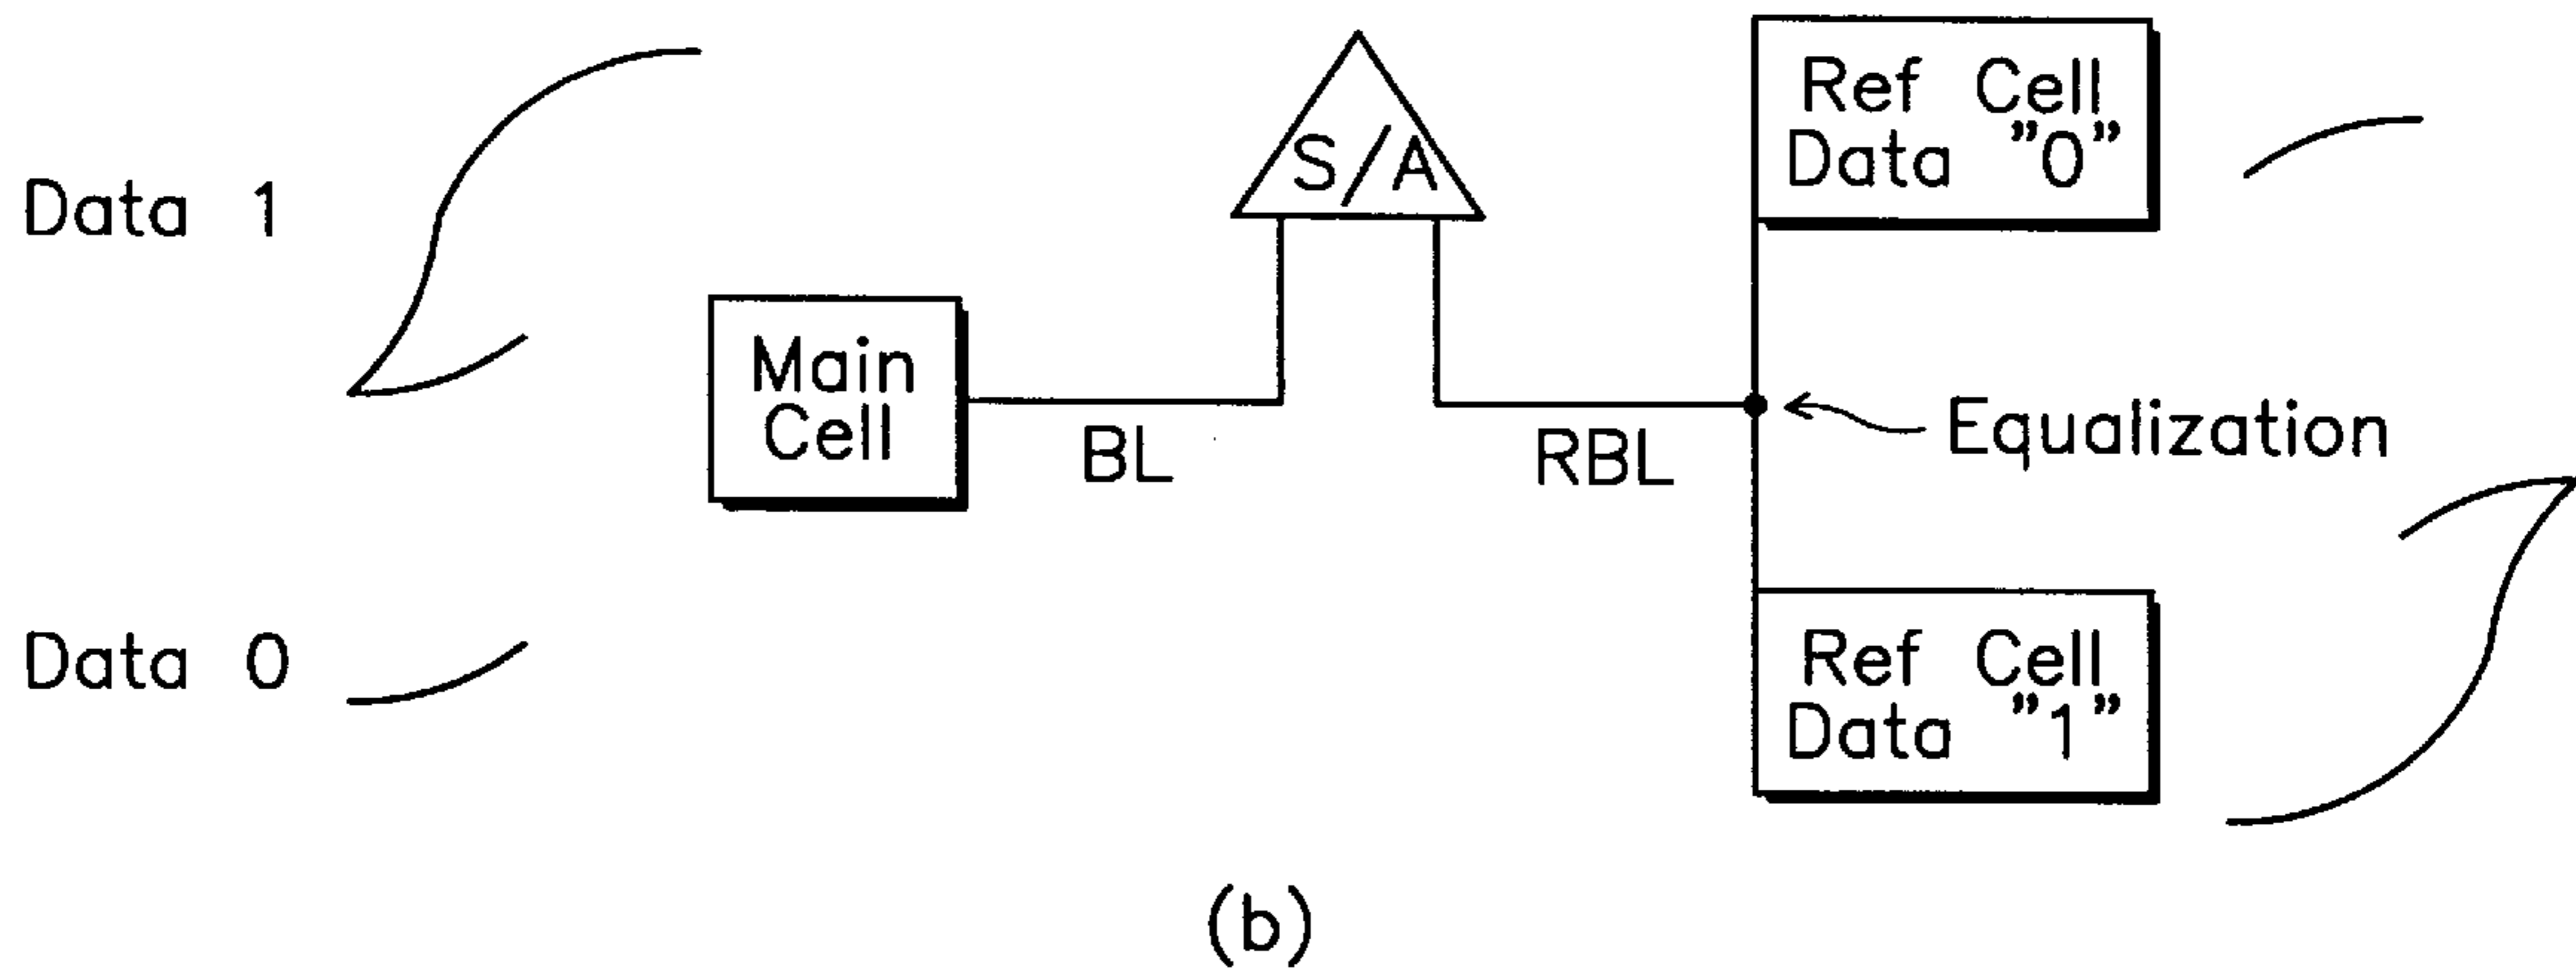 Data 1
S/A
Ref Cell
Data "0"
Main
Cell
BL
RBL
Equalization
Data 0
Ref Cell
Data "1"
(b)